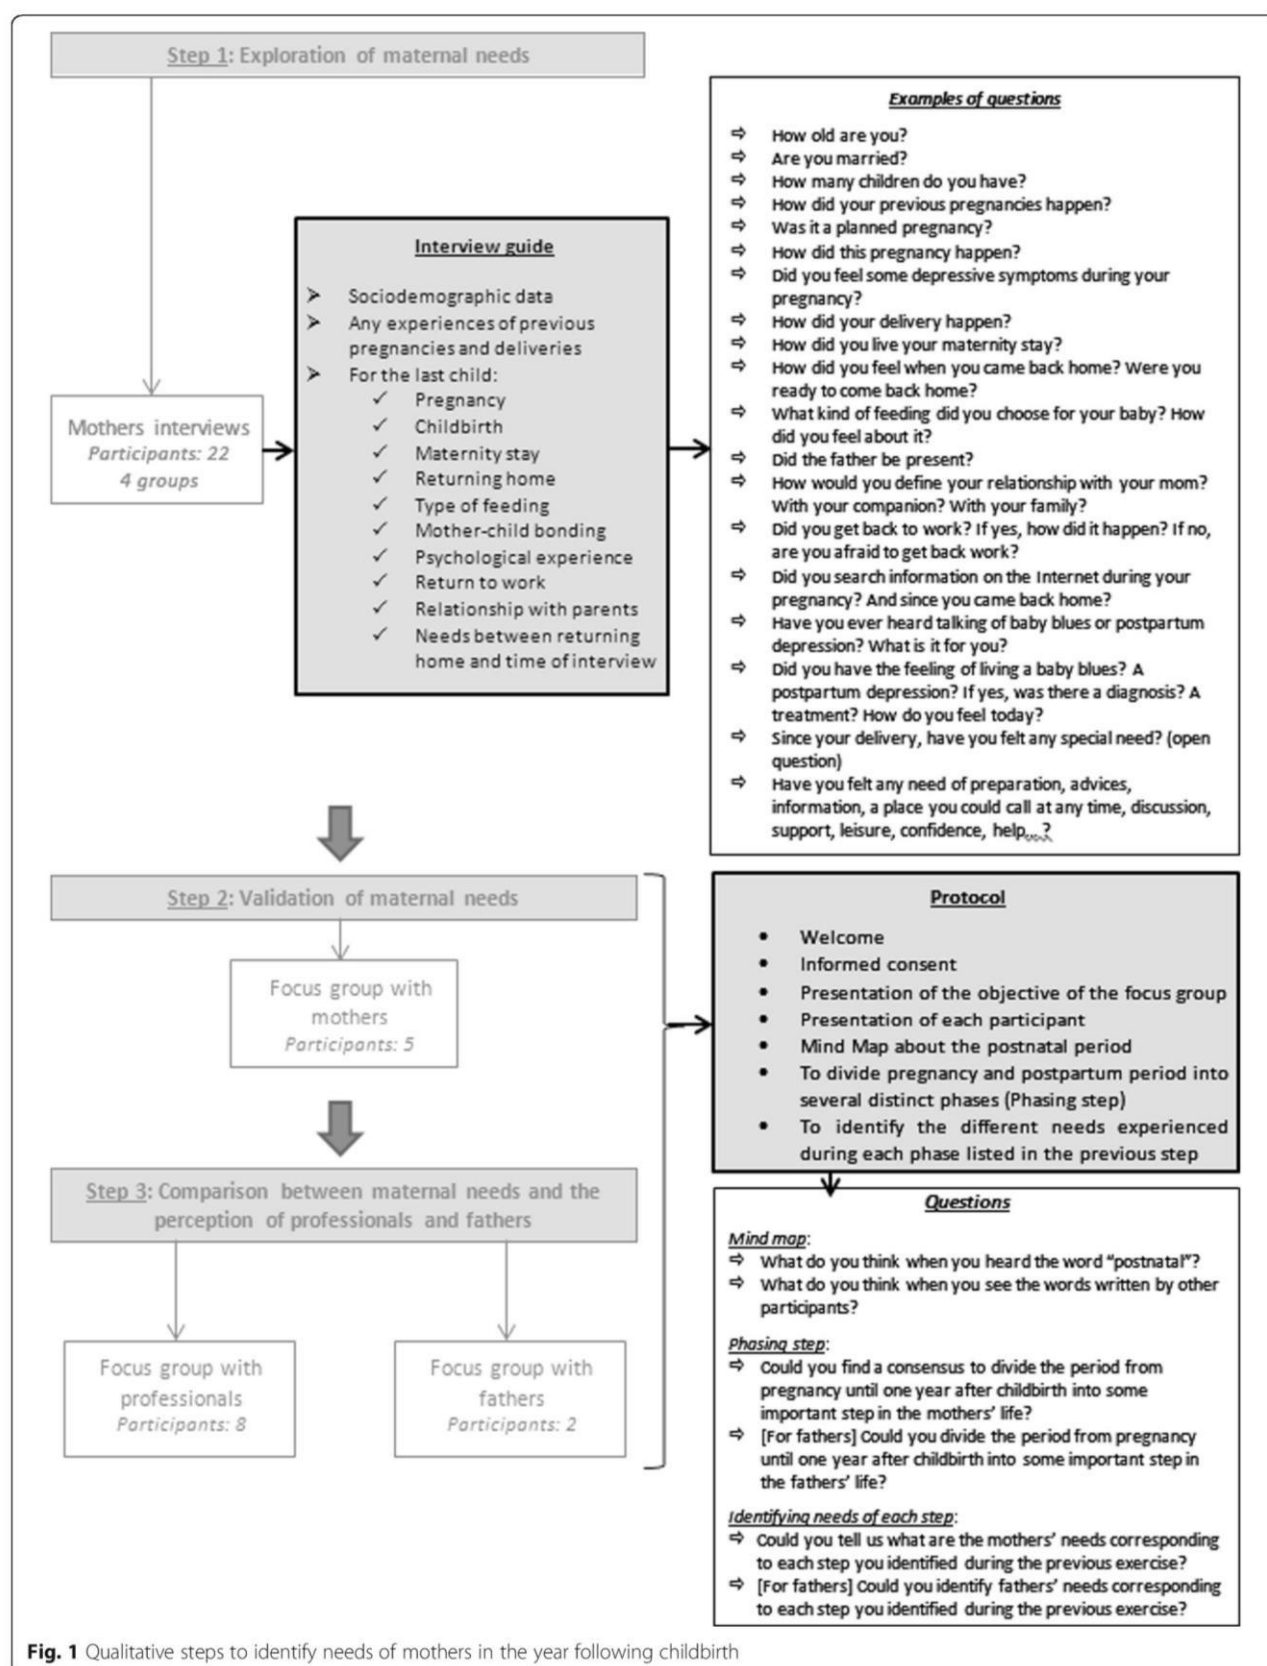 Step 1: Exploration of maternal needs
Mothers interviews
Participants: 22
4 groups
Interview guide
➢ Sociodemographic data
➢ Any experiences of previous
pregnancies and deliveries
➢ For the last child:
✓ Pregnancy
✓ Childbirth
✓ Maternity stay
✓ Returning home
✓ Type of feeding
✓ Mother-child bonding
✓ Psychological experience
✓ Return to work
✓ Relationship with parents
✓ Needs between returning
home and time of interview
Examples of questions
⇨ How old are you?
⇨ Are you married?
⇨ How many children do you have?
⇨ How did your previous pregnancies happen?
⇨ Was it a planned pregnancy?
⇨ How did this pregnancy happen?
⇨ Did you feel some depressive symptoms during your
pregnancy?
⇨ How did your delivery happen?
⇨ How did you live your maternity stay?
⇨ How did you feel when you came back home? Were you
ready to come back home?
⇨ What kind of feeding did you choose for your baby? How
did you feel about it?
⇨ Did the father be present?
⇨ How would you define your relationship with your mom?
With your companion? With your family?
⇨ Did you get back to work? If yes, how did it happen? If no,
are you afraid to get back work?
⇨ Did you search information on the Internet during your
pregnancy? And since you came back home?
⇨ Have you ever heard talking of baby blues or postpartum
depression? What is it for you?
⇨ Did you have the feeling of living a baby blues? A
postpartum depression? If yes, was there a diagnosis? A
treatment? How do you feel today?
⇨ Since your delivery, have you felt any special need? (open
question)
⇨ Have you felt any need of preparation, advices,
information, a place you could call at any time, discussion,
support, leisure, confidence, help,...?
Step 2: Validation of maternal needs
Focus group with
mothers
Participants: 5
Step 3: Comparison between maternal needs and the
perception of professionals and fathers
Focus group with
professionals
Participants: 8
Focus group with
fathers
Participants: 2
Protocol
• Welcome
• Informed consent
• Presentation of the objective of the focus group
• Presentation of each participant
• Mind Map about the postnatal period
• To divide pregnancy and postpartum period into
several distinct phases (Phasing step)
• To identify the different needs experienced
during each phase listed in the previous step
Questions
Mind map:
⇨ What do you think when you heard the word "postnatal"?
⇨ What do you think when you see the words written by other
participants?
Phasing step:
⇨ Could you find a consensus to divide the period from
pregnancy until one year after childbirth into some
important step in the mothers' life?
⇨ [For fathers] Could you divide the period from pregnancy
until one year after childbirth into some important step in
the fathers' life?
Identifying needs of each step:
⇨ Could you tell us what are the mothers' needs corresponding
to each step you identified during the previous exercise?
⇨ [For fathers] Could you identify fathers' needs corresponding
to each step you identified during the previous exercise?
Fig. 1 Qualitative steps to identify needs of mothers in the year following childbirth